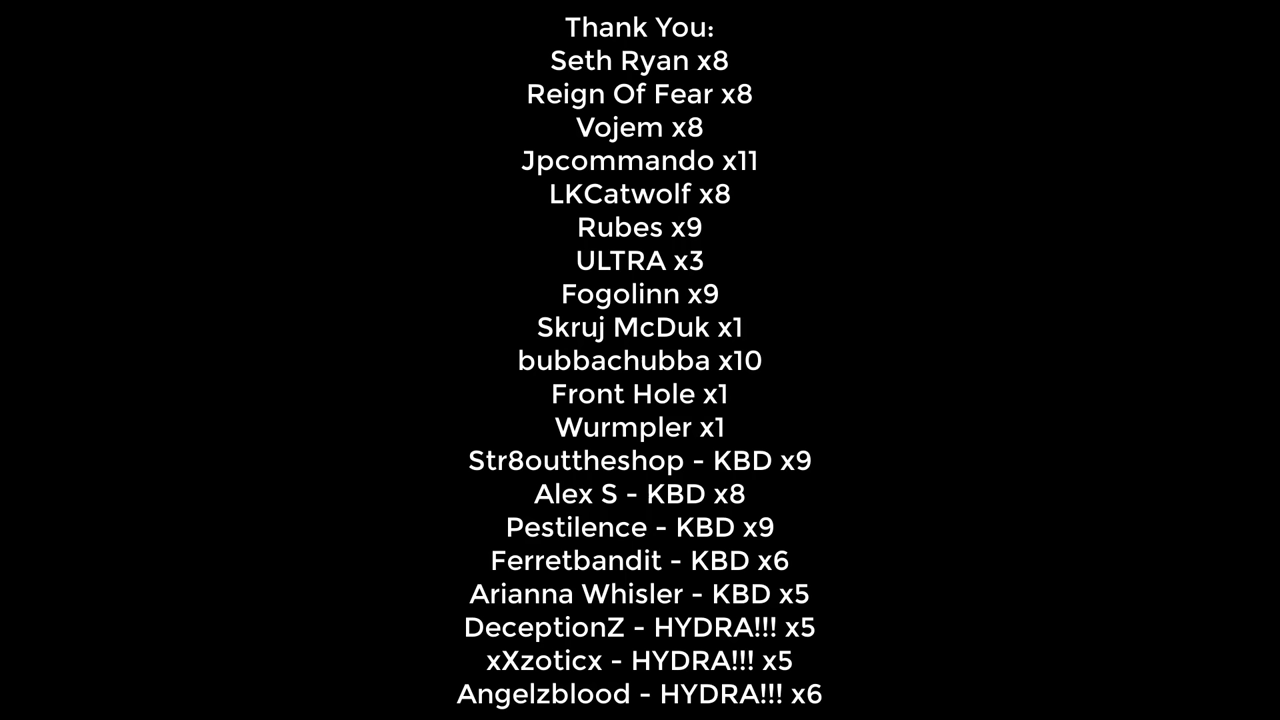 Thank You:
Seth Ryan x8
Reign Of Fear x8
Vojem x8
Jpcommando x11
LKCatwolf x8
Rubes x9
ULTRA x3
Fogolinn x9
Skruj McDuk x1
bubbachubba x10
Front Hole x1
Wurmpler x1
Str8outtheshop - KBD x9
Alex S - KBD x8
Pestilence - KBD x9
Ferretbandit - KBD x6
Arianna Whisler - KBD x5
DeceptionZ - HYDRA!!! x5
xXzoticx - HYDRA!!! x5
Angelzblood - HYDRA!!! x6